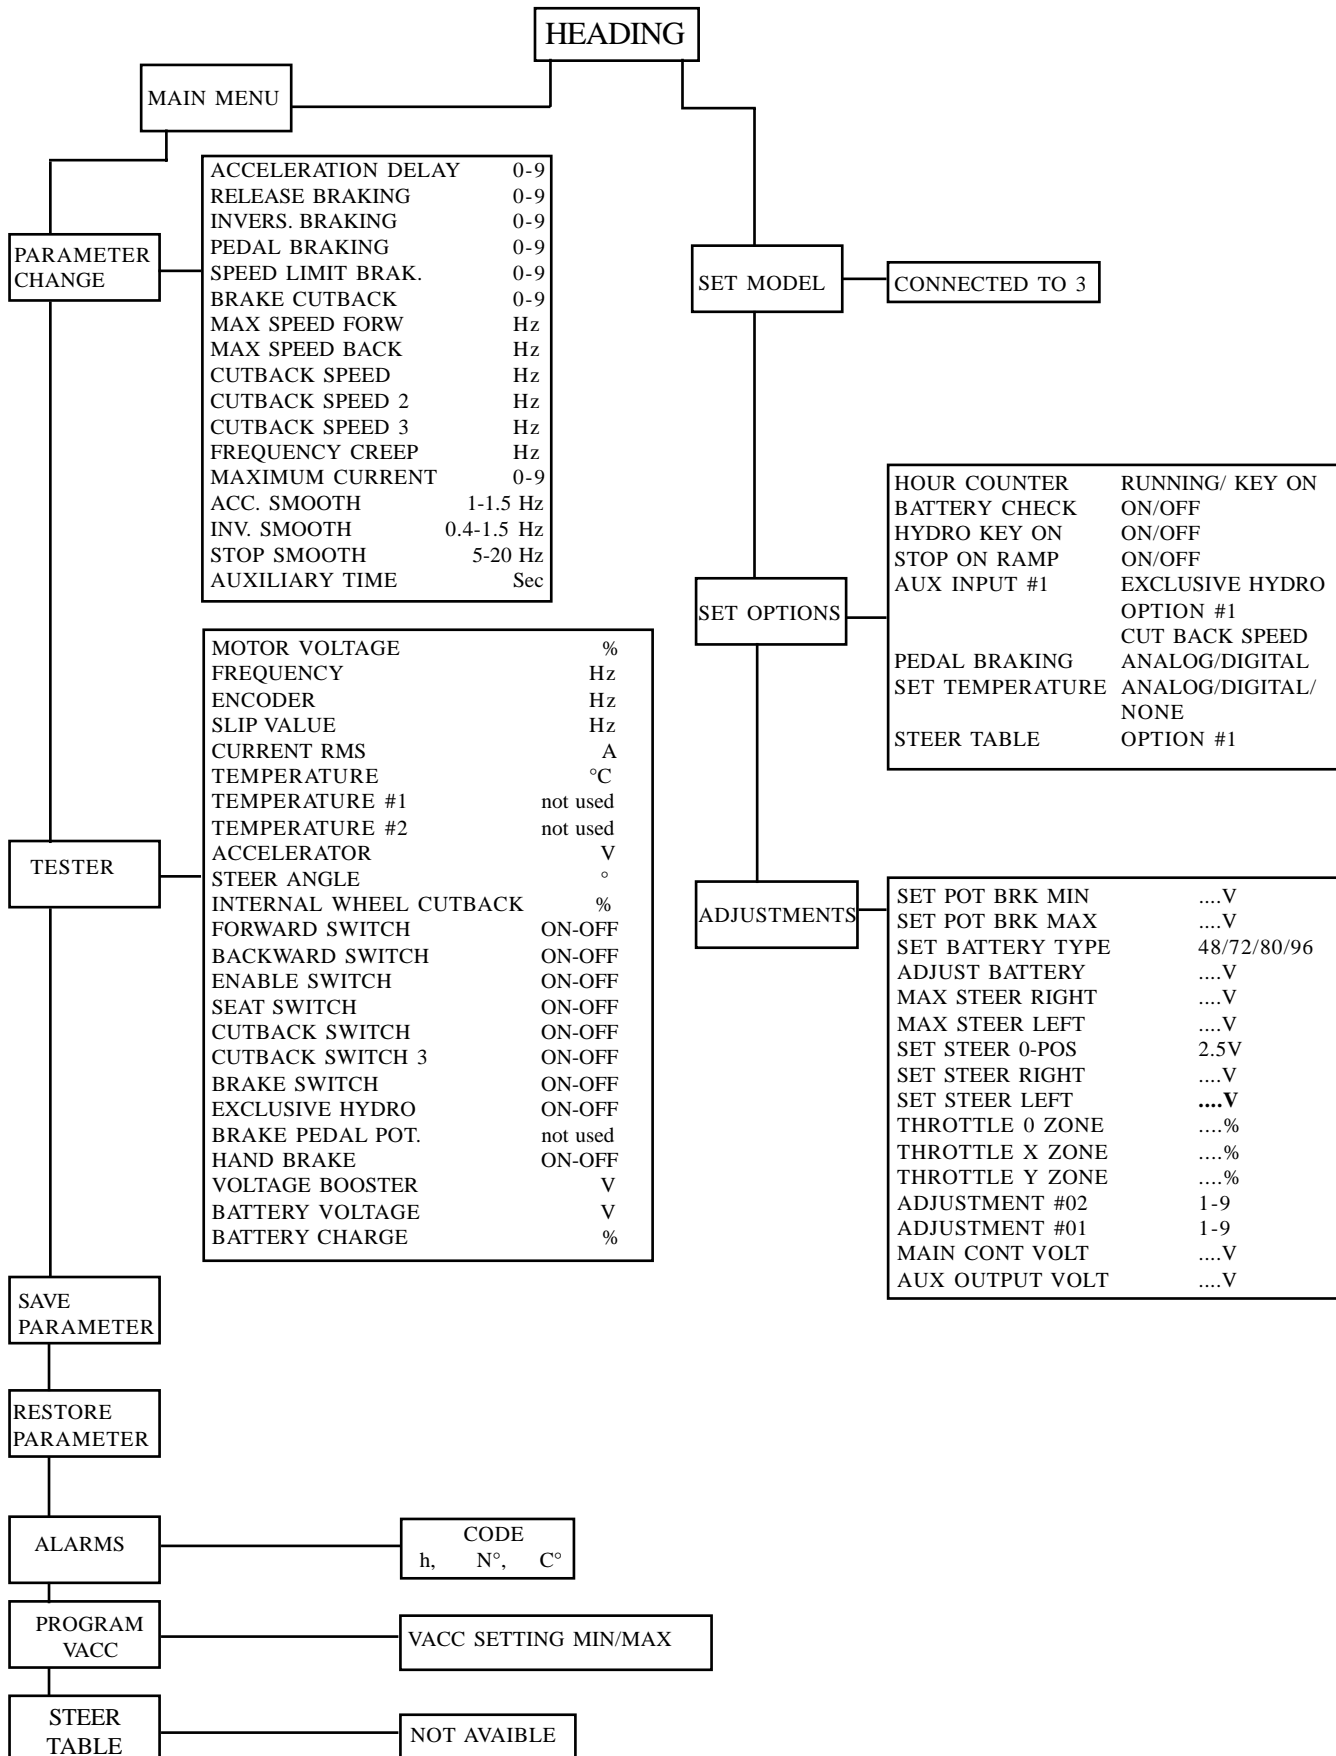 HEADING
MAIN MENU
PARAMETER
CHANGE
ACCELERATION DELAY 0-9
RELEASE BRAKING 0-9
INVERS. BRAKING 0-9
PEDAL BRAKING 0-9
SPEED LIMIT BRAK. 0-9
BRAKE CUTBACK 0-9
MAX SPEED FORW Hz
MAX SPEED BACK Hz
CUTBACK SPEED Hz
CUTBACK SPEED 2 Hz
CUTBACK SPEED 3 Hz
FREQUENCY CREEP Hz
MAXIMUM CURRENT 0-9
ACC. SMOOTH 1-1.5 Hz
INV. SMOOTH 0.4-1.5 Hz
STOP SMOOTH 5-20 Hz
AUXILIARY TIME Sec
TESTER
MOTOR VOLTAGE %
FREQUENCY Hz
ENCODER Hz
SLIP VALUE Hz
CURRENT RMS A
TEMPERATURE °C
TEMPERATURE #1 not used
TEMPERATURE #2 not used
ACCELERATOR V
STEER ANGLE °
INTERNAL WHEEL CUTBACK %
FORWARD SWITCH ON-OFF
BACKWARD SWITCH ON-OFF
ENABLE SWITCH ON-OFF
SEAT SWITCH ON-OFF
CUTBACK SWITCH ON-OFF
CUTBACK SWITCH 3 ON-OFF
BRAKE SWITCH ON-OFF
EXCLUSIVE HYDRO ON-OFF
BRAKE PEDAL POT. not used
HAND BRAKE ON-OFF
VOLTAGE BOOSTER V
BATTERY VOLTAGE V
BATTERY CHARGE %
SAVE
PARAMETER
RESTORE
PARAMETER
ALARMS
CODE
h, N°, C°
PROGRAM
VACC
VACC SETTING MIN/MAX
STEER
TABLE
NOT AVAIBLE
SET MODEL
CONNECTED TO 3
SET OPTIONS
HOUR COUNTER RUNNING/ KEY ON
BATTERY CHECK ON/OFF
HYDRO KEY ON ON/OFF
STOP ON RAMP ON/OFF
AUX INPUT #1 EXCLUSIVE HYDRO
OPTION #1
CUT BACK SPEED
PEDAL BRAKING ANALOG/DIGITAL
SET TEMPERATURE ANALOG/DIGITAL/
NONE
STEER TABLE OPTION #1
ADJUSTMENTS
SET POT BRK MIN ....V
SET POT BRK MAX ....V
SET BATTERY TYPE 48/72/80/96
ADJUST BATTERY ....V
MAX STEER RIGHT ....V
MAX STEER LEFT ....V
SET STEER 0-POS 2.5V
SET STEER RIGHT ....V
SET STEER LEFT ....V
THROTTLE 0 ZONE ....%
THROTTLE X ZONE ....%
THROTTLE Y ZONE ....%
ADJUSTMENT #02 1-9
ADJUSTMENT #01 1-9
MAIN CONT VOLT ....V
AUX OUTPUT VOLT ....V